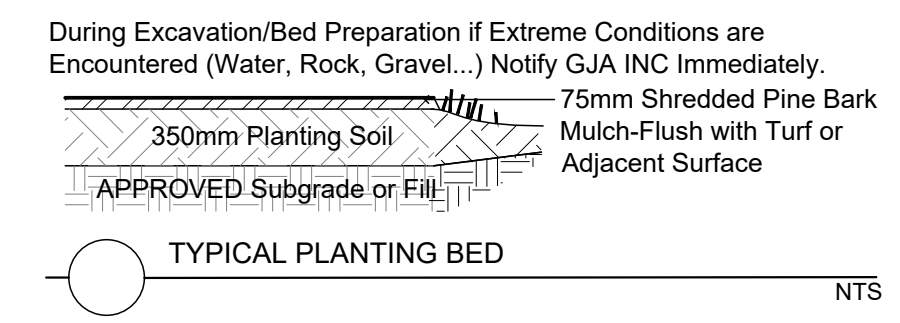 During Excavation/Bed Preparation if Extreme Conditions are
Encountered (Water, Rock, Gravel...) Notify GJA INC Immediately.
75mm Shredded Pine Bark
Mulch-Flush with Turf or
Adjacent Surface
350mm Planting Soil
APPROVED Subgrade or Fill
TYPICAL PLANTING BED
NTS